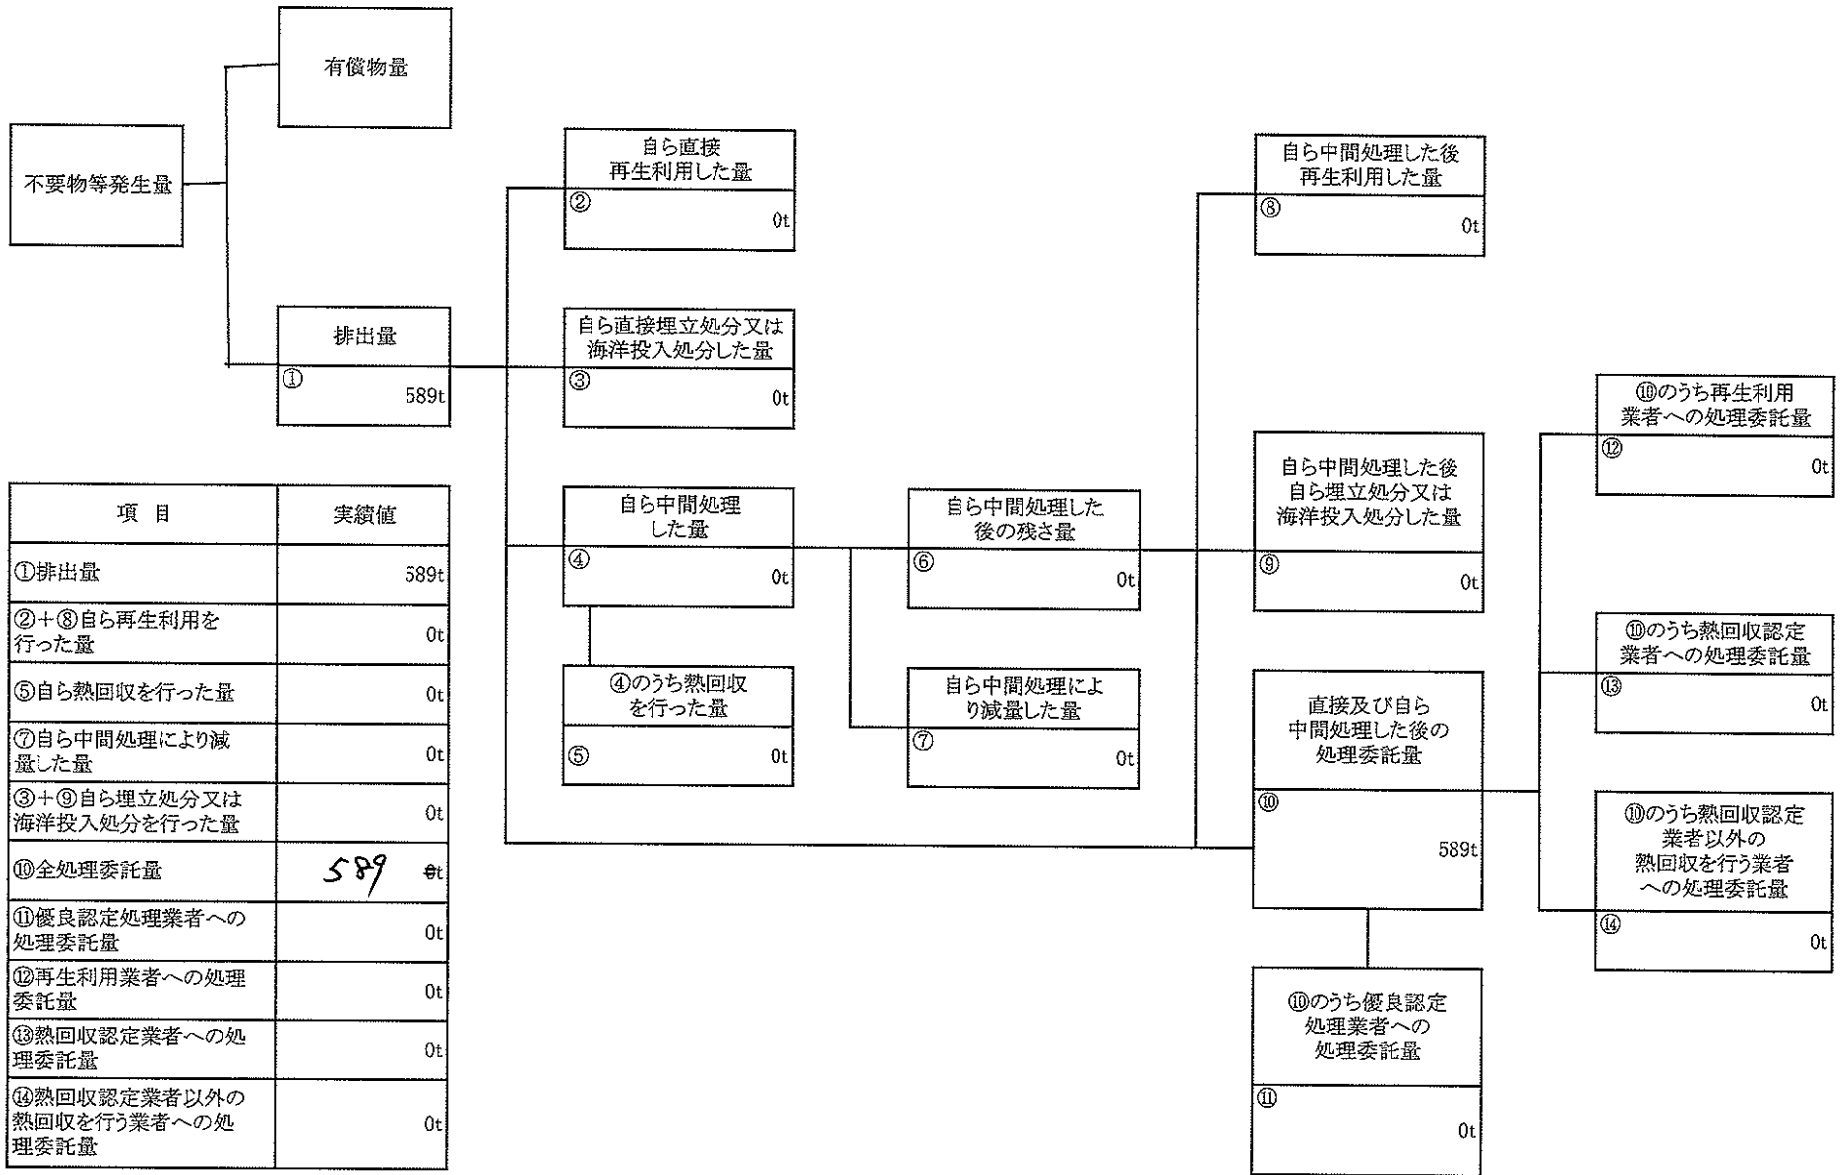 有償物量
不要物等発生量
排出量
①
589t
自ら直接
再生利用した量
②
0t
自ら直接埋立処分又は
海洋投入処分した量
③
0t
自ら中間処理
した量
④
0t
④のうち熱回収
を行った量
⑤
0t
自ら中間処理した
後の残さ量
⑥
0t
自ら中間処理によ
り減量した量
⑦
0t
自ら中間処理した後
再生利用した量
⑧
0t
自ら中間処理した後
自ら埋立処分又は
海洋投入処分した量
⑨
0t
直接及び自ら
中間処理した後の
処理委託量
⑩
589t
⑩のうち優良認定
処理業者への
処理委託量
⑪
0t
⑩のうち再生利用
業者への処理委託量
⑫
0t
⑩のうち熱回収認定
業者への処理委託量
⑬
0t
⑩のうち熱回収認定
業者以外の
熱回収を行う業者
への処理委託量
⑭
0t
項 目 実績値
①排出量 589t
②+⑧自ら再生利用を
行った量 0t
⑤自ら熱回収を行った量 0t
⑦自ら中間処理により減
量した量 0t
③+⑨自ら埋立処分又は
海洋投入処分を行った量 0t
⑩全処理委託量 589 0t
⑪優良認定処理業者への
処理委託量 0t
⑫再生利用業者への処理
委託量 0t
⑬熱回収認定業者への処
理委託量 0t
⑭熱回収認定業者以外の
熱回収を行う業者への処
理委託量 0t